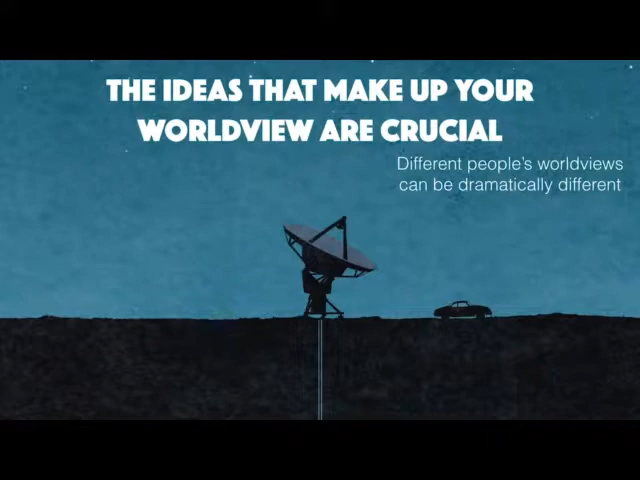 THE IDEAS THAT MAKE UP YOUR
WORLDVIEW ARE CRUCIAL
Different people's worldviews
can be dramatically different